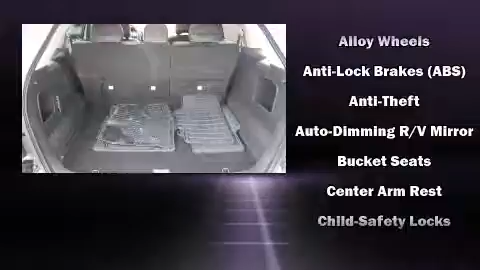 Alloy Wheels
Anti-Lock Brakes (ABS)
Anti-Theft
Auto-Dimming R/V Mirror
Bucket Seats
Center Arm Rest
Child-Safety Locks